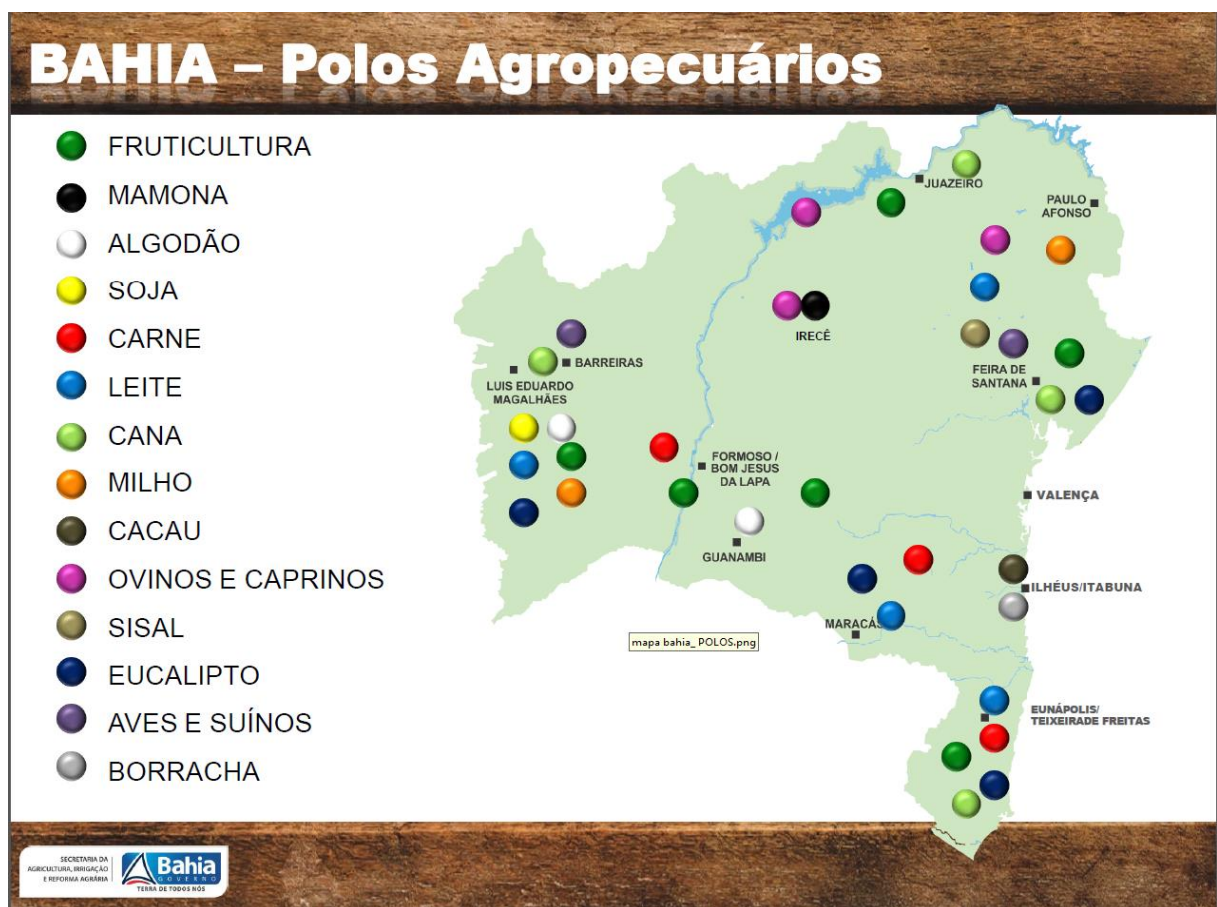 BAHIA – Polos Agropecuários
FRUTICULTURA
MAMONA
ALGODÃO
SOJA
CARNE
LEITE
CANA
MILHO
CACAU
OVINOS E CAPRINOS
SISAL
EUCALIPTO
AVES E SUÍNOS
BORRACHA
JUAZEIRO
PAULO
AFONSO
IRECÊ
BARREIRAS
LUIS EDUARDO
MAGALHÃES
FEIRA DE
SANTANA
FORMOSO /
BOM JESUS
DA LAPA
VALENÇA
GUANAMBI
ILHÉUS/ITABUNA
MARACÁS
mapa bahia_ POLOS.png
EUNÁPOLIS/
TEIXEIRADE FREITAS
SECRETARIA DA
AGRICULTURA, IRRIGAÇÃO
E REFORMA AGRÁRIA
Bahia
GOVERNO
TERRA DE TODOS NÓS